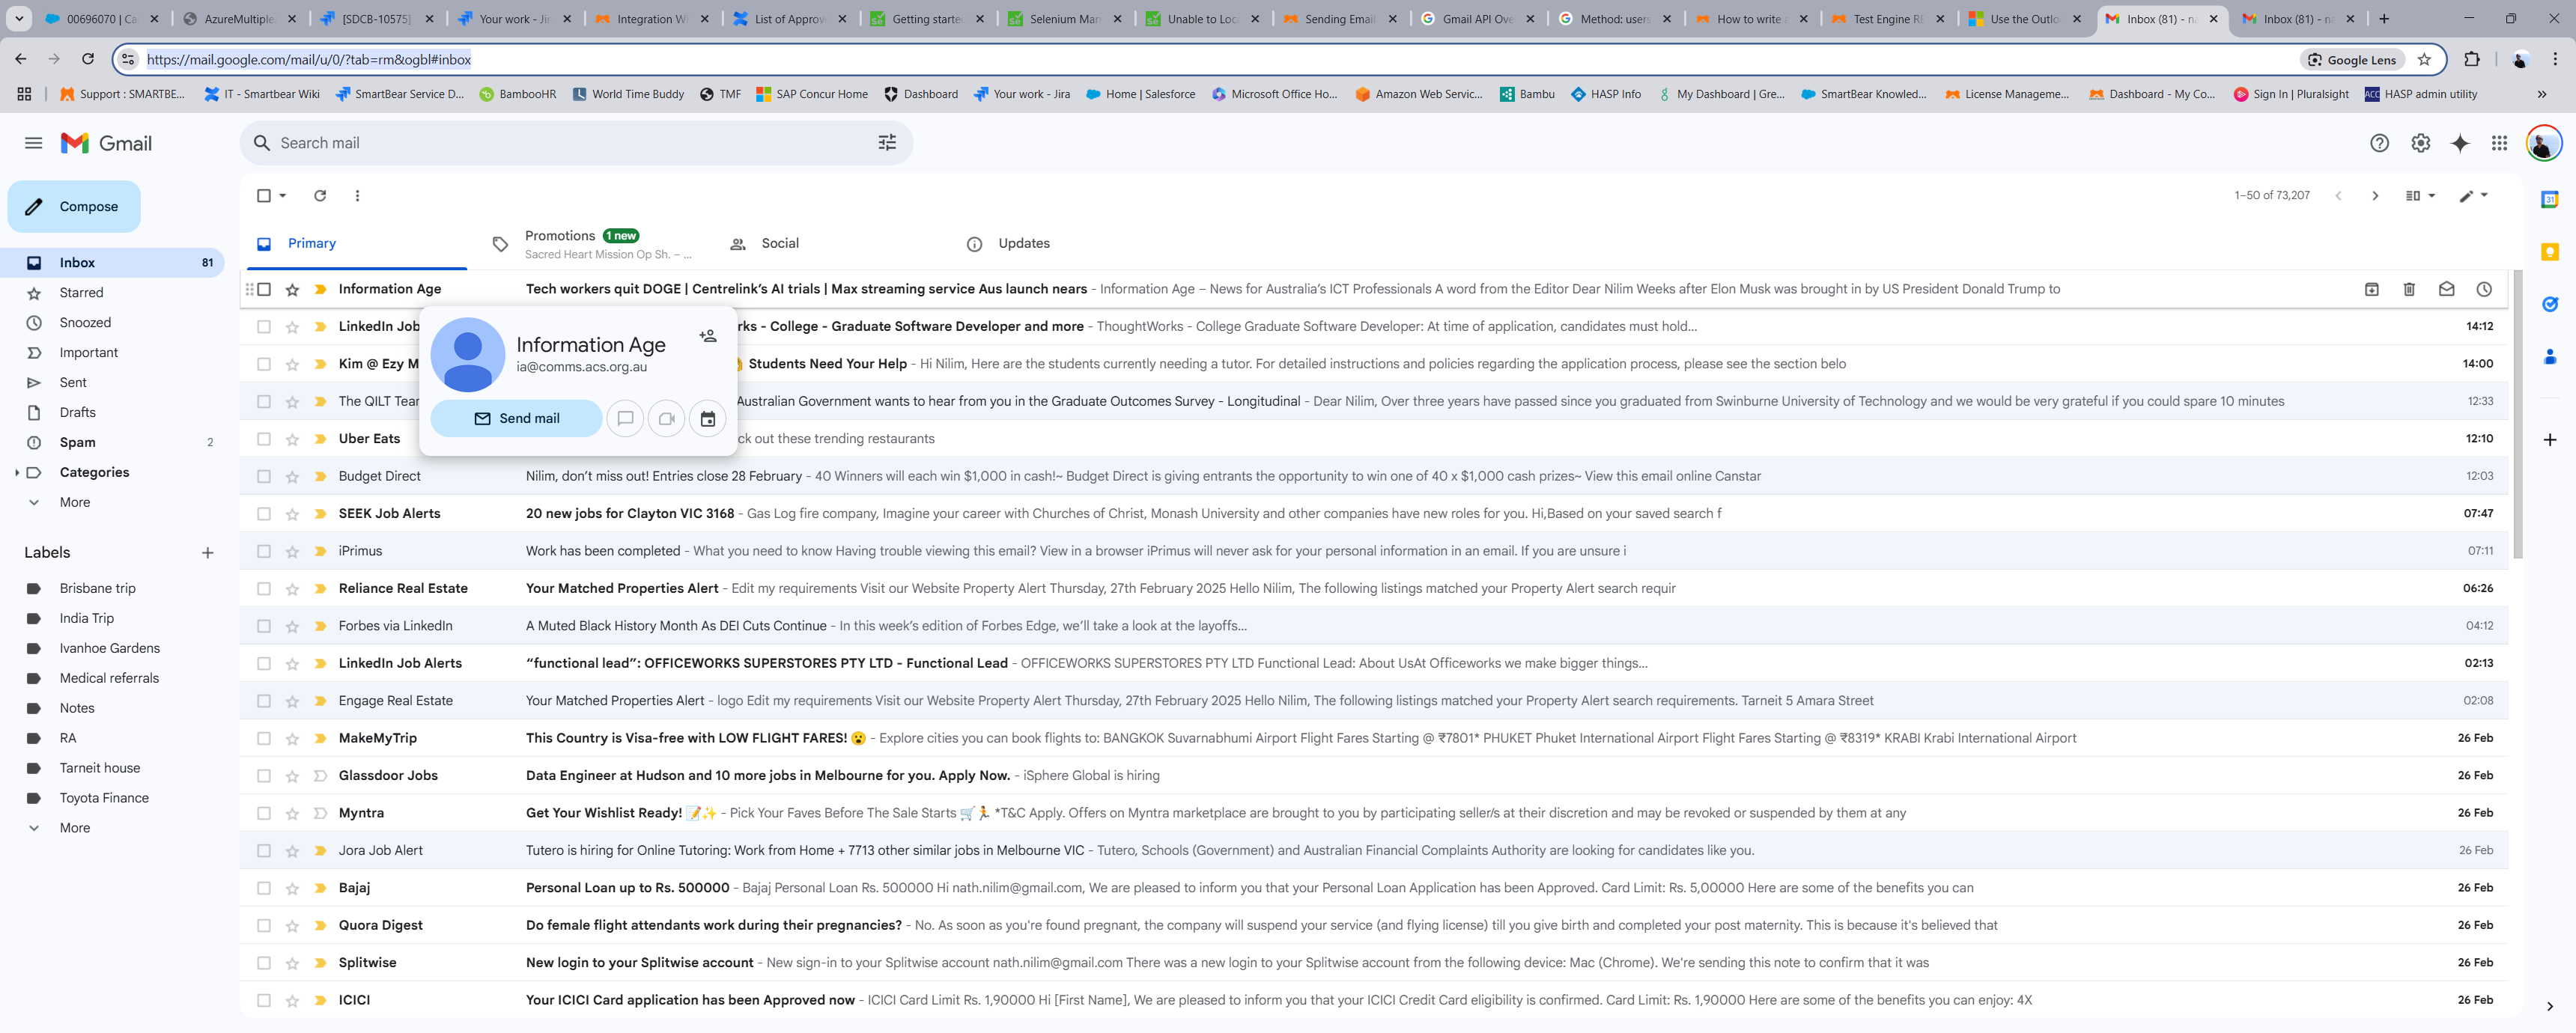 00696070 | Ca
AzureMultiple
[SDCB-10575]
Your work - Jir
Integration Wi
List of Approv
Getting starte
Selenium Man
Unable to Loc
Sending Email
Gmail API Ove
Method: users
How to write a
Test Engine RE
Use the Outlo
Inbox (81) - na
Inbox (81) - na
https://mail.google.com/mail/u/0/?tab=rm&ogbl#inbox
Google Lens
Support : SMARTBE...
IT - Smartbear Wiki
SmartBear Service D...
BambooHR
World Time Buddy
TMF
SAP Concur Home
Dashboard
Your work - Jira
Home | Salesforce
Microsoft Office Ho...
Amazon Web Servic...
Bambu
HASP Info
My Dashboard | Gre...
SmartBear Knowled...
License Manageme...
Dashboard - My Co...
Sign In | Pluralsight
ACC HASP admin utility
Gmail
Search mail
Compose
1–50 of 73,207
Primary
Promotions 1 new
Sacred Heart Mission Op Sh. – ...
Social
Updates
Inbox 81
Starred
Snoozed
Important
Sent
Drafts
Spam 2
Categories
More
Labels
Brisbane trip
India Trip
Ivanhoe Gardens
Medical referrals
Notes
RA
Tarneit house
Toyota Finance
More
Information Age Tech workers quit DOGE | Centrelink’s AI trials | Max streaming service Aus launch nears - Information Age – News for Australia’s ICT Professionals A word from the Editor Dear Nilim Weeks after Elon Musk was brought in by US President Donald Trump to
LinkedIn Job rks - College - Graduate Software Developer and more - ThoughtWorks - College Graduate Software Developer: At time of application, candidates must hold... 14:12
Information Age
ia@comms.acs.org.au
Send mail
Kim @ Ezy M Students Need Your Help - Hi Nilim, Here are the students currently needing a tutor. For detailed instructions and policies regarding the application process, please see the section belo 14:00
The QILT Tear Australian Government wants to hear from you in the Graduate Outcomes Survey - Longitudinal - Dear Nilim, Over three years have passed since you graduated from Swinburne University of Technology and we would be very grateful if you could spare 10 minutes 12:33
Uber Eats ck out these trending restaurants 12:10
Budget Direct Nilim, don’t miss out! Entries close 28 February - 40 Winners will each win $1,000 in cash!~ Budget Direct is giving entrants the opportunity to win one of 40 x $1,000 cash prizes~ View this email online Canstar 12:03
SEEK Job Alerts 20 new jobs for Clayton VIC 3168 - Gas Log fire company, Imagine your career with Churches of Christ, Monash University and other companies have new roles for you. Hi,Based on your saved search f 07:47
iPrimus Work has been completed - What you need to know Having trouble viewing this email? View in a browser iPrimus will never ask for your personal information in an email. If you are unsure i 07:11
Reliance Real Estate Your Matched Properties Alert - Edit my requirements Visit our Website Property Alert Thursday, 27th February 2025 Hello Nilim, The following listings matched your Property Alert search requir 06:26
Forbes via LinkedIn A Muted Black History Month As DEI Cuts Continue - In this week’s edition of Forbes Edge, we’ll take a look at the layoffs... 04:12
LinkedIn Job Alerts “functional lead”: OFFICEWORKS SUPERSTORES PTY LTD - Functional Lead - OFFICEWORKS SUPERSTORES PTY LTD Functional Lead: About UsAt Officeworks we make bigger things... 02:13
Engage Real Estate Your Matched Properties Alert - logo Edit my requirements Visit our Website Property Alert Thursday, 27th February 2025 Hello Nilim, The following listings matched your Property Alert search requirements. Tarneit 5 Amara Street 02:08
MakeMyTrip This Country is Visa-free with LOW FLIGHT FARES! 😮 - Explore cities you can book flights to: BANGKOK Suvarnabhumi Airport Flight Fares Starting @ ₹7801* PHUKET Phuket International Airport Flight Fares Starting @ ₹8319* KRABI Krabi International Airport 26 Feb
Glassdoor Jobs Data Engineer at Hudson and 10 more jobs in Melbourne for you. Apply Now. - iSphere Global is hiring 26 Feb
Myntra Get Your Wishlist Ready! 📝✨ - Pick Your Faves Before The Sale Starts 🛒🏃 *T&C Apply. Offers on Myntra marketplace are brought to you by participating seller/s at their discretion and may be revoked or suspended by them at any 26 Feb
Jora Job Alert Tutero is hiring for Online Tutoring: Work from Home + 7713 other similar jobs in Melbourne VIC - Tutero, Schools (Government) and Australian Financial Complaints Authority are looking for candidates like you. 26 Feb
Bajaj Personal Loan up to Rs. 500000 - Bajaj Personal Loan Rs. 500000 Hi nath.nilim@gmail.com, We are pleased to inform you that your Personal Loan Application has been Approved. Card Limit: Rs. 5,00000 Here are some of the benefits you can 26 Feb
Quora Digest Do female flight attendants work during their pregnancies? - No. As soon as you're found pregnant, the company will suspend your service (and flying license) till you give birth and completed your post maternity. This is because it's believed that 26 Feb
Splitwise New login to your Splitwise account - New sign-in to your Splitwise account nath.nilim@gmail.com There was a new login to your Splitwise account from the following device: Mac (Chrome). We're sending this note to confirm that it was 26 Feb
ICICI Your ICICI Card application has been Approved now - ICICI Card Limit Rs. 1,90000 Hi [First Name], We are pleased to inform you that your ICICI Credit Card eligibility is confirmed. Card Limit: Rs. 1,90000 Here are some of the benefits you can enjoy: 4X 26 Feb